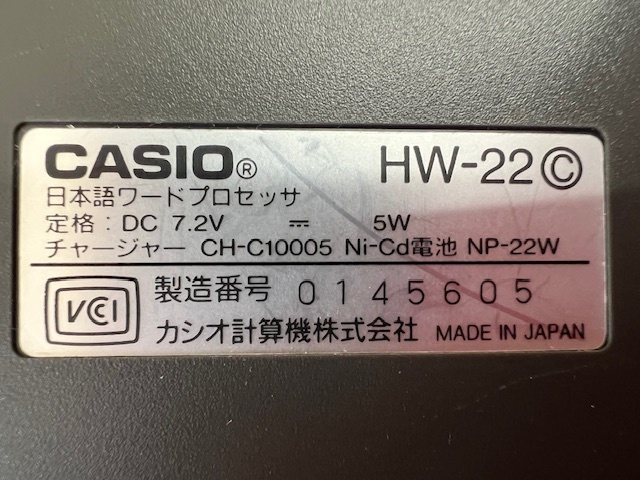 CASIO® HW-22©
日本語ワードプロセッサ
定格 : DC 7.2V ⎓ 5W
チャージャー CH-C10005 Ni-Cd電池 NP-22W
VCI 製造番号 0145605
カシオ計算機株式会社 MADE IN JAPAN